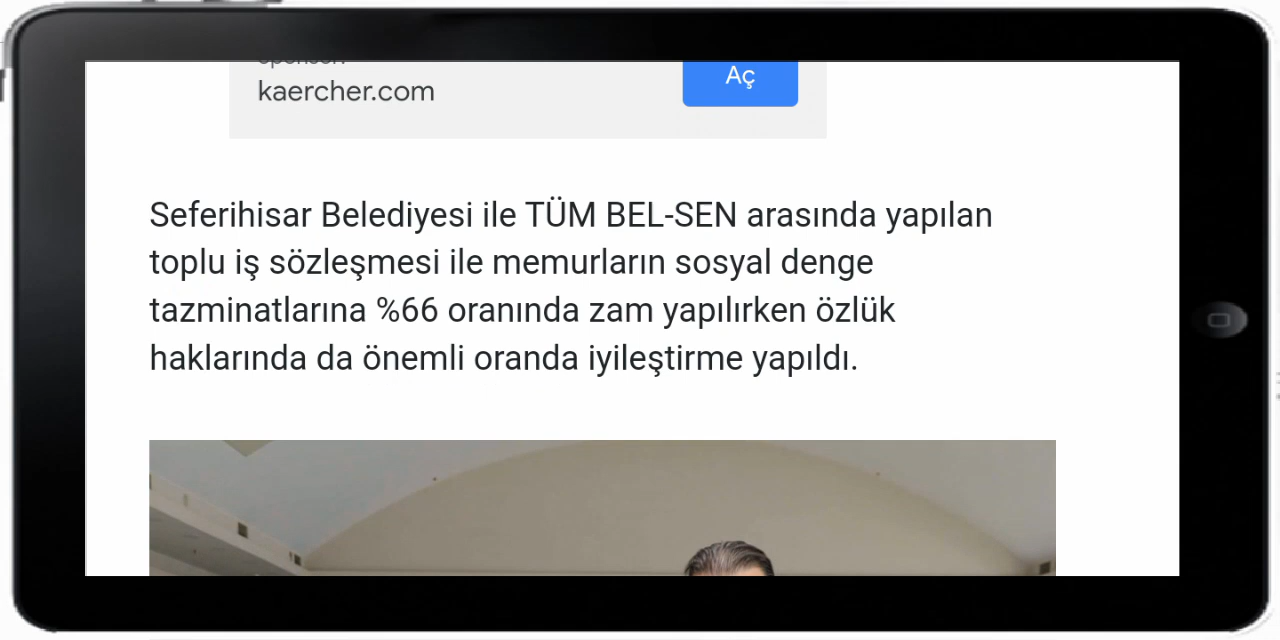 kaercher.com
Aç
Seferihisar Belediyesi ile TÜM BEL-SEN arasında yapılan
toplu iş sözleşmesi ile memurların sosyal denge
tazminatlarına %66 oranında zam yapılırken özlük
haklarında da önemli oranda iyileştirme yapıldı.